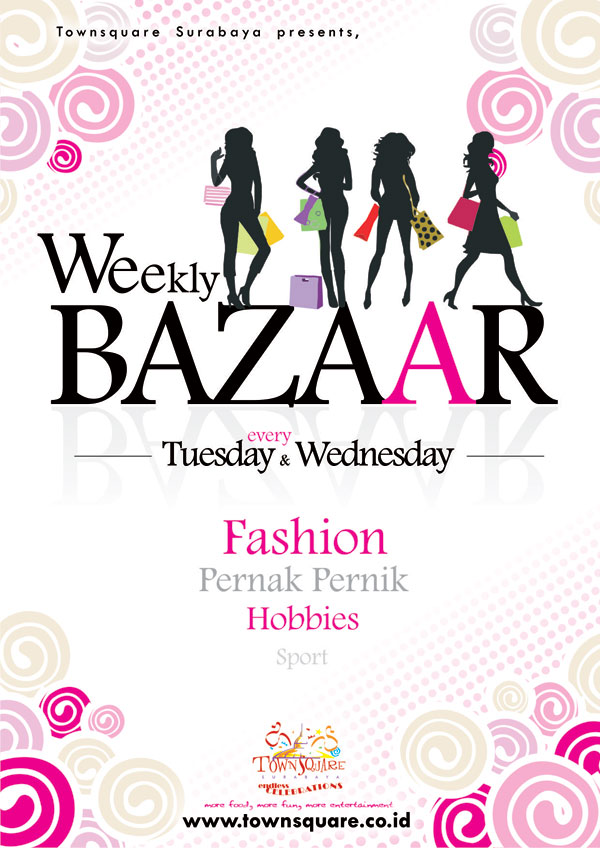 Townsquare Surabaya presents,
Weekly
BAZAAR
every
Tuesday & Wednesday
Fashion
Pernak Pernik
Hobbies
Sport
TOWNSQUARE
SURABAYA
endless CELEBRATIONS
more food, more fun, more entertainment
www.townsquare.co.id